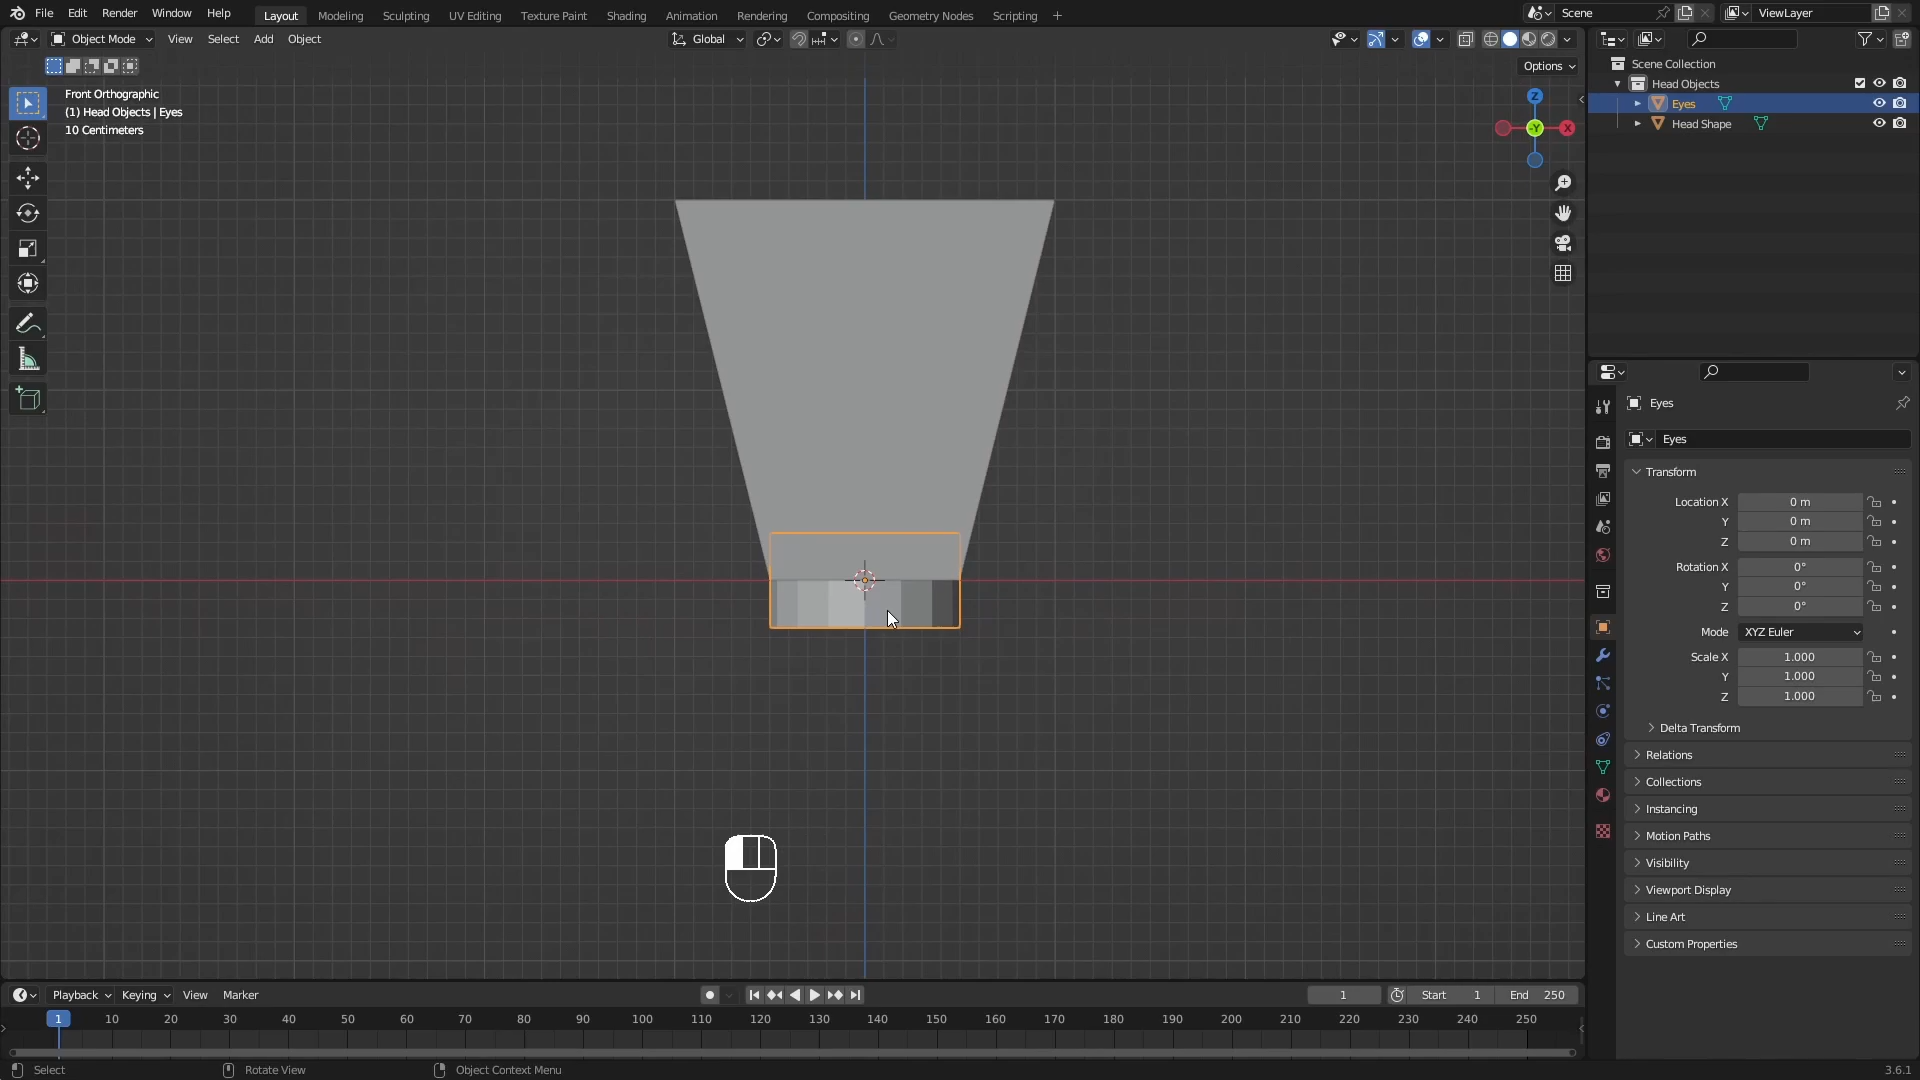 File Edit Render Window Help
Layout Modeling Sculpting UV Editing Texture Paint Shading Animation Rendering Compositing Geometry Nodes Scripting +
Scene
ViewLayer
Object Mode View Select Add Object
Global
Options
Front Orthographic
(1) Head Objects | Eyes
10 Centimeters
Z
-Y
X
Scene Collection
Head Objects
Eyes
Head Shape
Eyes
Eyes
Transform
Location X 0 m
Y 0 m
Z 0 m
Rotation X 0°
Y 0°
Z 0°
Mode XYZ Euler
Scale X 1.000
Y 1.000
Z 1.000
Delta Transform
Relations
Collections
Instancing
Motion Paths
Visibility
Viewport Display
Line Art
Custom Properties
Playback Keying View Marker
1 Start 1 End 250
1 10 20 30 40 50 60 70 80 90 100 110 120 130 140 150 160 170 180 190 200 210 220 230 240 250
Select Rotate View Object Context Menu
3.6.1